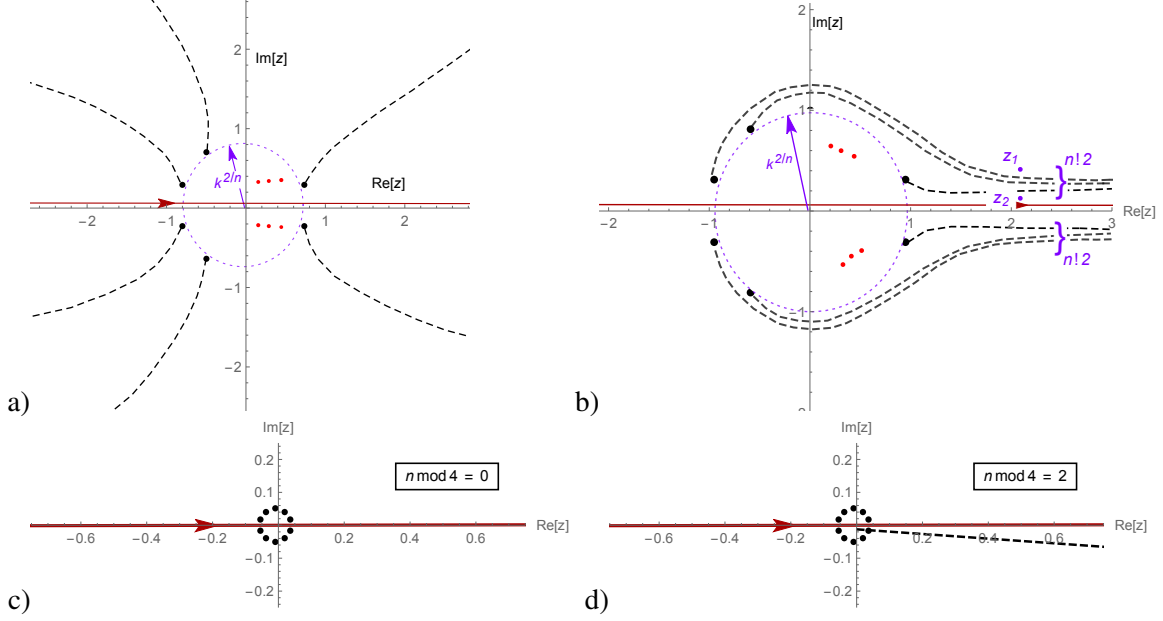 2
1
-1
-2
-2
-1
1
2
Im[z]
Re[z]
k^{2/n}
a)
2
1
-1
-2
-1
1
2
3
Im[z]
Re[z]
k^{2/n}
z_1
z_2
n!2
n!2
b)
Im[z]
0.2
0.1
-0.1
-0.2
-0.6
-0.4
-0.2
0.2
0.4
0.6
Re[z]
n mod 4 = 0
c)
Im[z]
0.2
0.1
-0.1
-0.2
-0.6
-0.4
-0.2
0.2
0.4
0.6
Re[z]
n mod 4 = 2
d)